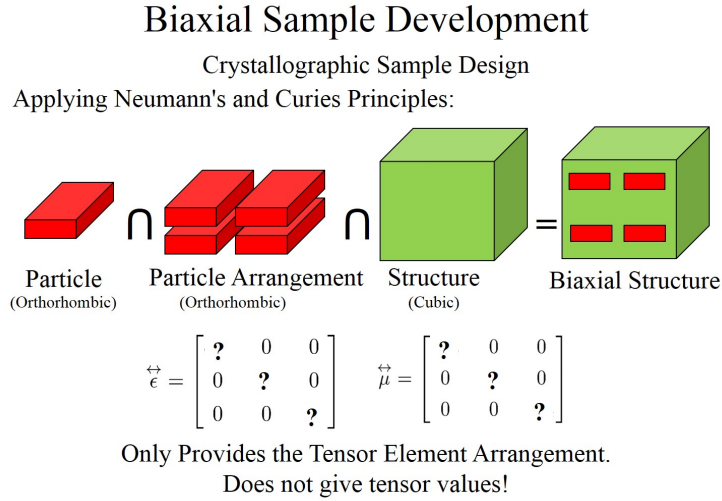 Biaxial Sample Development
Crystallographic Sample Design
Applying Neumann's and Curies Principles:
∩ ∩ =
Particle Particle Arrangement Structure Biaxial Structure
(Orthorhombic) (Orthorhombic) (Cubic)
? 0 0 ? 0 0
↔ϵ = 0 ? 0 ↔μ = 0 ? 0
0 0 ? 0 0 ?
Only Provides the Tensor Element Arrangement.
Does not give tensor values!